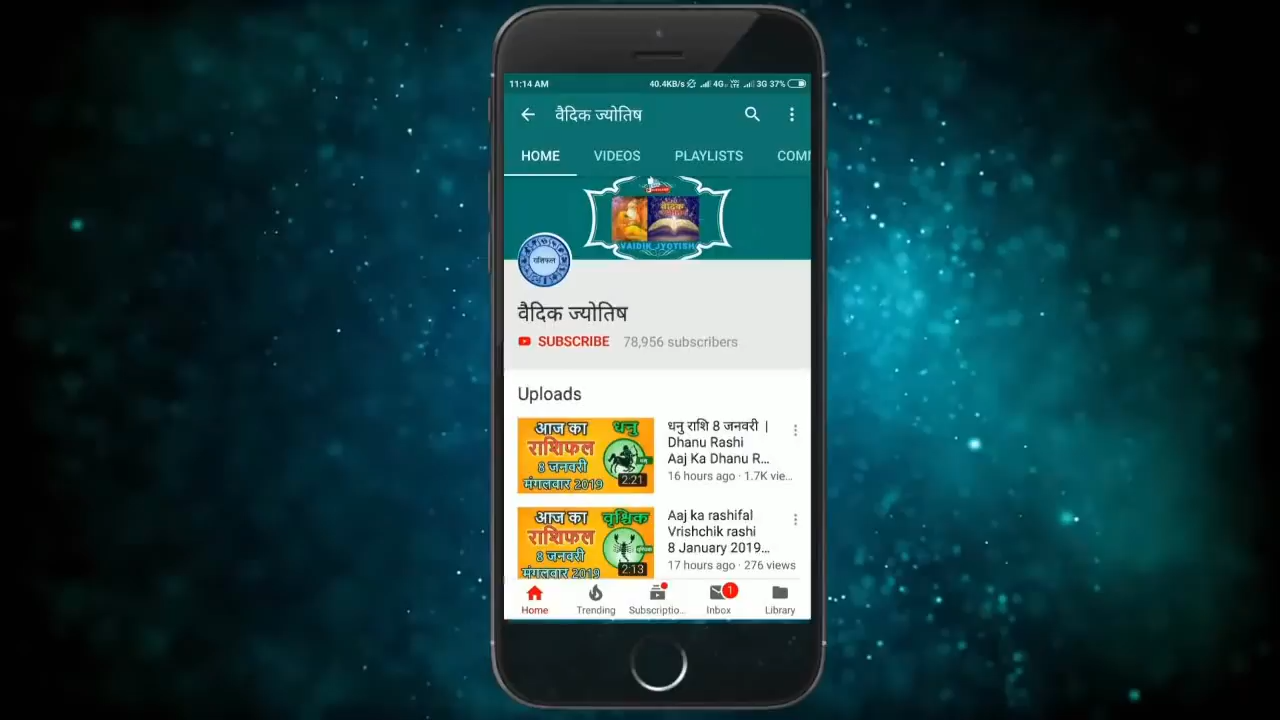 11:14 AM
40.4KB/s 4G 3G 37%
वैदिक ज्योतिष
HOME VIDEOS PLAYLISTS COMM
वैदिक
VAIDIK JYOTISH
राशिफल
वैदिक ज्योतिष
SUBSCRIBE 78,956 subscribers
Uploads
आज का धनु
राशिफल
8 जनवरी
मंगलवार 2019
2:21
धनु राशि 8 जनवरी |
Dhanu Rashi
Aaj Ka Dhanu R...
16 hours ago · 1.7K vie...
आज का वृश्चिक
राशिफल
8 जनवरी
मंगलवार 2019
2:13
Aaj ka rashifal
Vrishchik rashi
8 January 2019...
17 hours ago · 276 views
1
Home Trending Subscriptio... Inbox Library